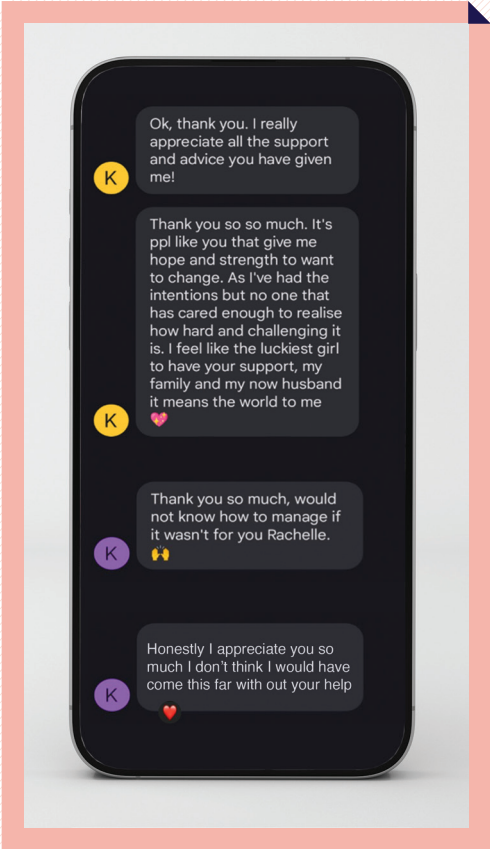 Ok, thank you. I really
appreciate all the support
and advice you have given
me!
K
Thank you so so much. It's
ppl like you that give me
hope and strength to want
to change. As I've had the
intentions but no one that
has cared enough to realise
how hard and challenging it
is. I feel like the luckiest girl
to have your support, my
family and my now husband
it means the world to me
💖
K
Thank you so much, would
not know how to manage if
it wasn't for you Rachelle.
🙌
K
Honestly I appreciate you so
much I don't think I would have
come this far with out your help
K
❤️